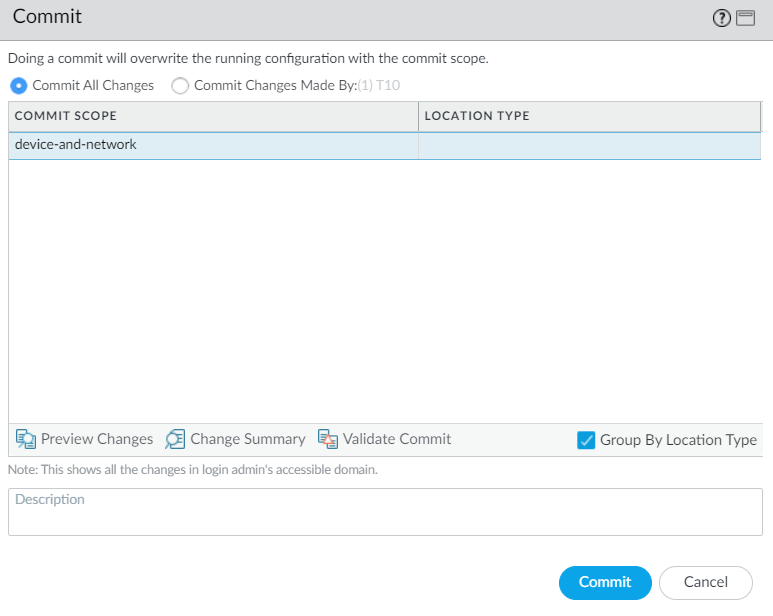 Commit
Doing a commit will overwrite the running configuration with the commit scope.
Commit All Changes Commit Changes Made By:(1) T10
COMMIT SCOPE LOCATION TYPE
device-and-network
Preview Changes Change Summary Validate Commit Group By Location Type
Note: This shows all the changes in login admin's accessible domain.
Description
Commit Cancel